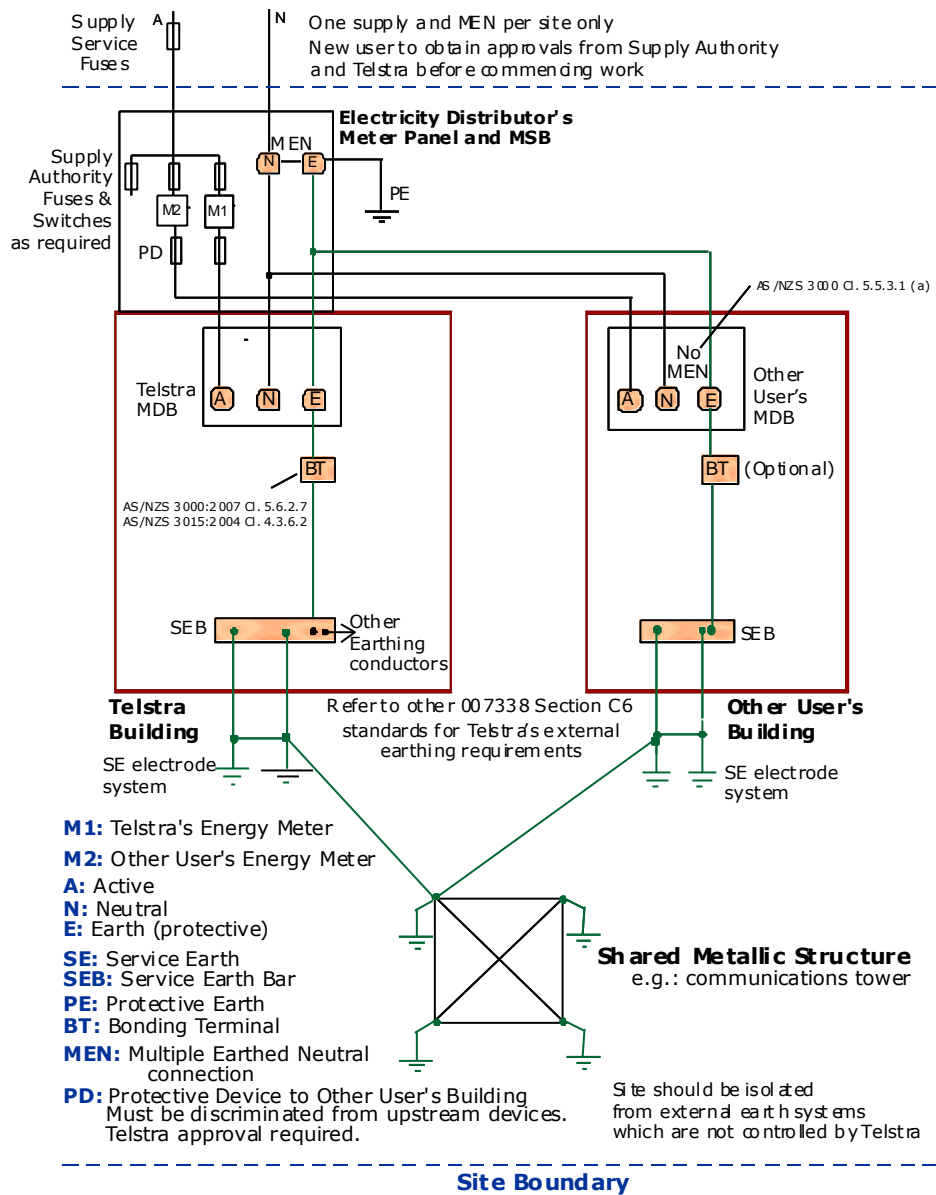 Supply
Service
Fuses
A
N
One supply and MEN per site only
New user to obtain approvals from Supply Authority
and Telstra before commencing work
Electricity Distributor's
Meter Panel and MSB
MEN
N
E
PE
Supply
Authority
Fuses &
Switches
as required
M2
M1
PD
AS/NZS 3000 Cl. 5.5.3.1 (a)
Telstra
MDB
A
N
E
No
MEN
A
N
E
Other
User's
MDB
BT
BT
(Optional)
AS/NZS 3000:2007 Cl. 5.6.2.7
AS/NZS 3015:2004 Cl. 4.3.6.2
SEB
Other
Earthing
conductors
SEB
Telstra
Building
Refer to other 007338 Section C6
standards for Telstra's external
earthing requirements
Other User's
Building
SE electrode
system
SE electrode
system
M1: Telstra's Energy Meter
M2: Other User's Energy Meter
A: Active
N: Neutral
E: Earth (protective)
SE: Service Earth
SEB: Service Earth Bar
PE: Protective Earth
BT: Bonding Terminal
MEN: Multiple Earthed Neutral
connection
PD: Protective Device to Other User's Building
Must be discriminated from upstream devices.
Telstra approval required.
Shared Metallic Structure
e.g.: communications tower
Site should be isolated
from external earth systems
which are not controlled by Telstra
Site Boundary